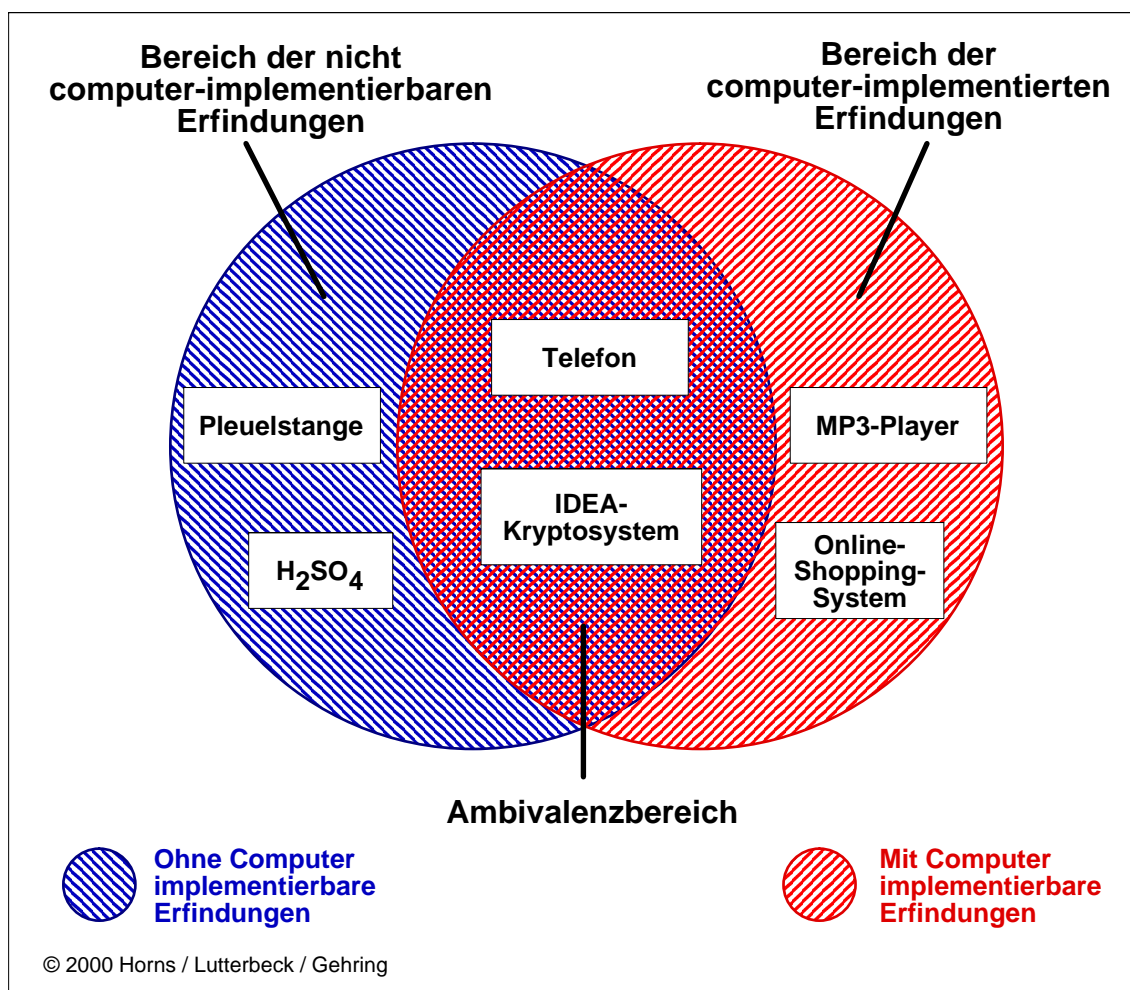 Bereich der nicht
computer-implementierbaren
Erfindungen
Bereich der
computer-implementierten
Erfindungen
Telefon
Pleuelstange
MP3-Player
IDEA-
Kryptosystem
H₂SO₄
Online-
Shopping-
System
Ambivalenzbereich
Ohne Computer
implementierbare
Erfindungen
Mit Computer
implementierbare
Erfindungen
© 2000 Horns / Lutterbeck / Gehring